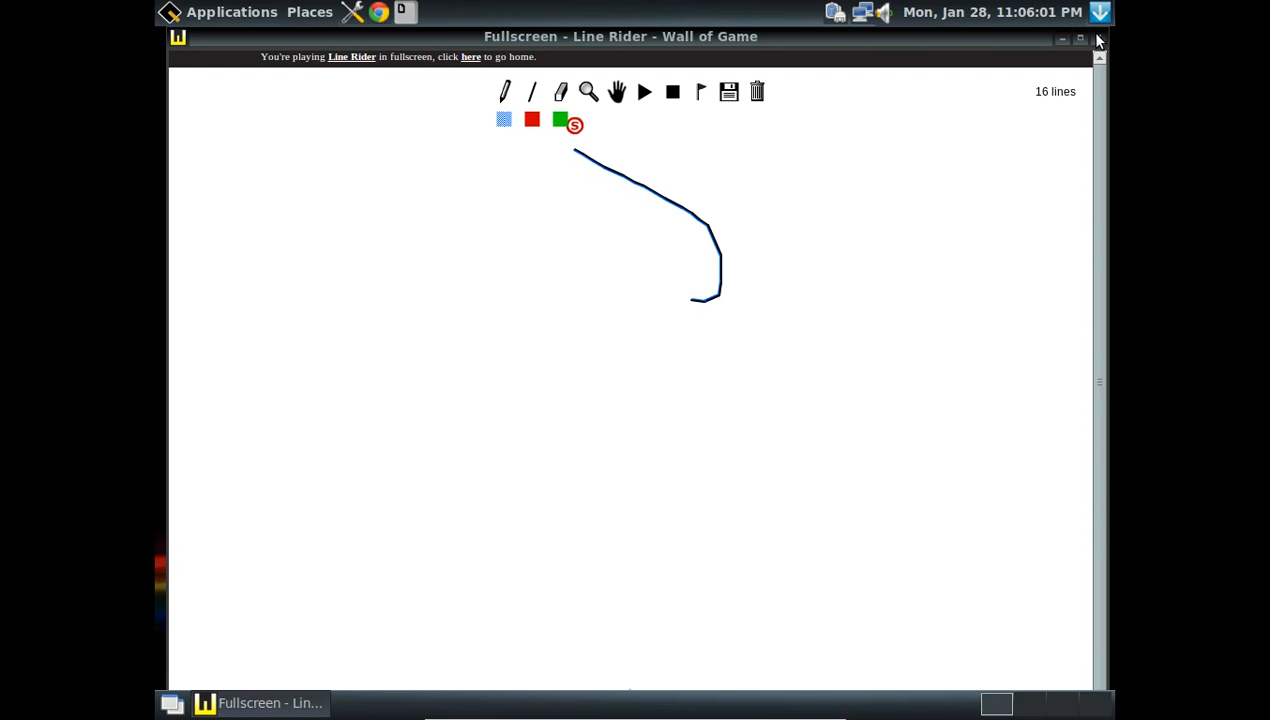 Applications Places D Mon, Jan 28, 11:06:01 PM
W Fullscreen - Line Rider - Wall of Game
You're playing Line Rider in fullscreen, click here to go home.
16 lines
S
W Fullscreen - Lin...